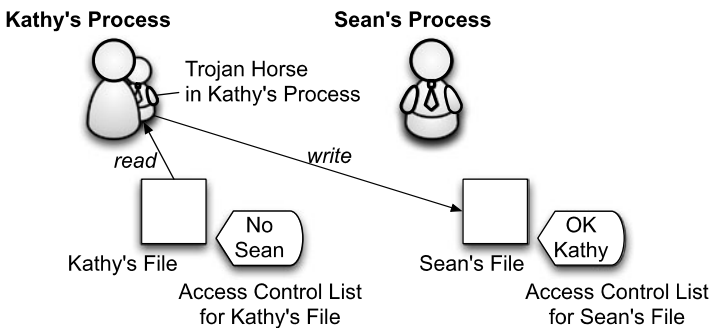 Kathy's Process
Sean's Process
Trojan Horse
in Kathy's Process
read
write
No
Sean
OK
Kathy
Kathy's File
Sean's File
Access Control List
for Kathy's File
Access Control List
for Sean's File